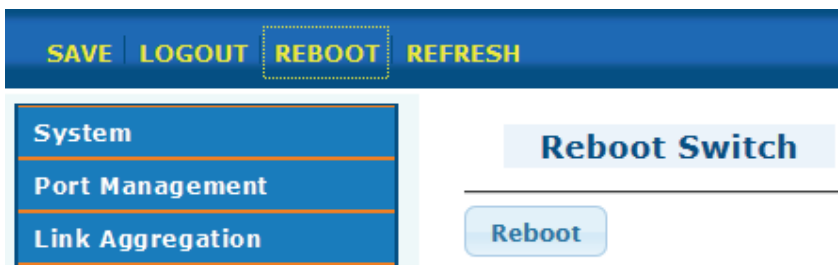 SAVE LOGOUT REBOOT REFRESH
System
Port Management
Link Aggregation
Reboot Switch
Reboot